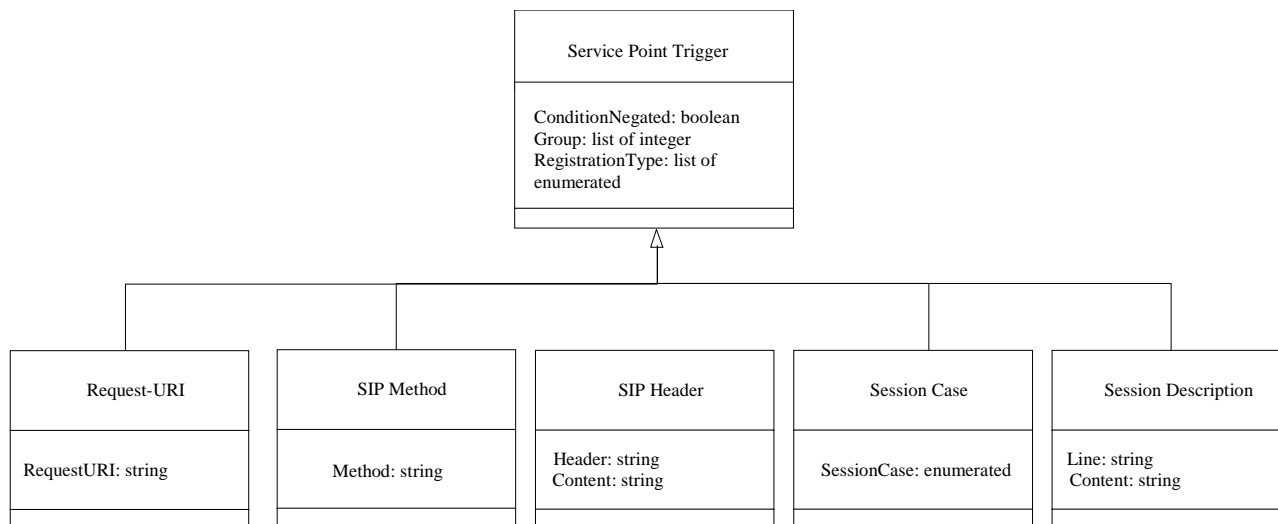 Service Point Trigger
ConditionNegated: boolean
Group: list of integer
RegistrationType: list of
enumerated
Request-URI
RequestURI: string
SIP Method
Method: string
SIP Header
Header: string
Content: string
Session Case
SessionCase: enumerated
Session Description
Line: string
Content: string